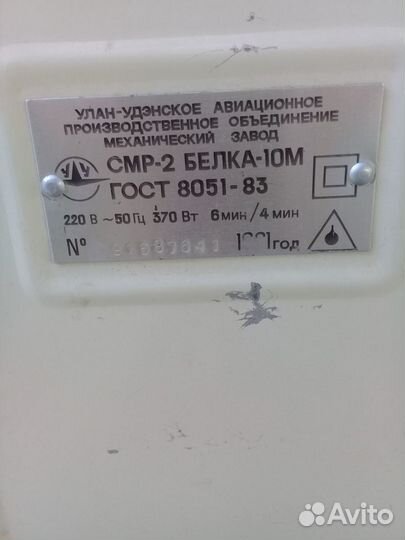 УЛАН-УДЭНСКОЕ АВИАЦИОННОЕ
ПРОИЗВОДСТВЕННОЕ ОБЪЕДИНЕНИЕ
МЕХАНИЧЕСКИЙ ЗАВОД
СМР-2 БЕЛКА-10М
ГОСТ 8051-83
220 В ~50 Гц 370 Вт 6 мин/4 мин
№ 1991 год
Avito